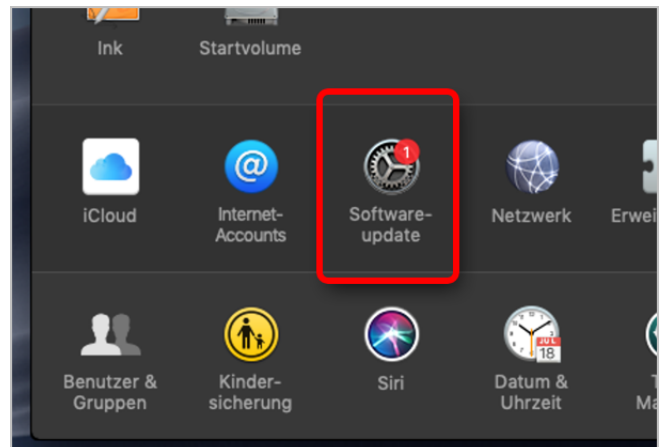 Ink
Startvolume
1
iCloud
Internet-
Accounts
@
Software-
update
Netzwerk
Erwei
Benutzer &
Gruppen
Kinder-
sicherung
Siri
JUL
18
Datum &
Uhrzeit
T
Ma